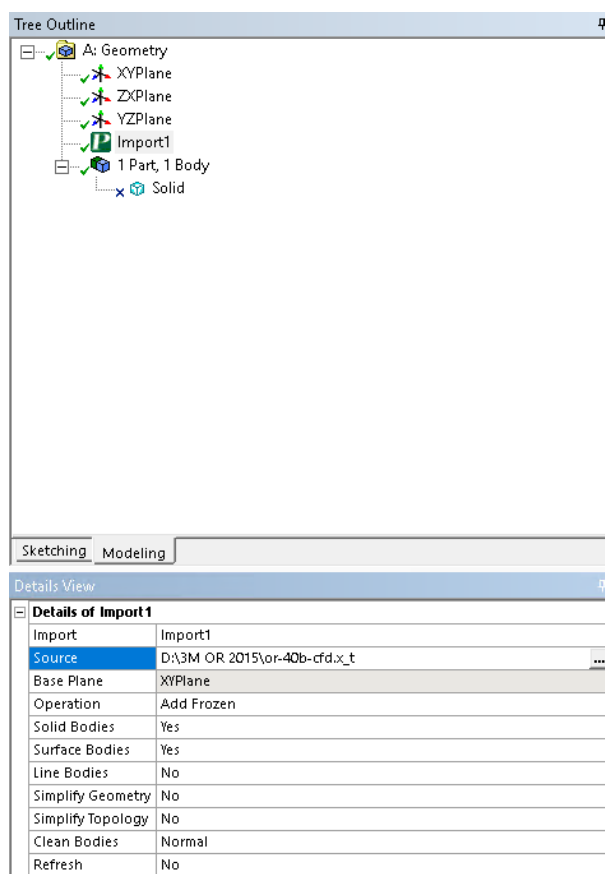 Tree Outline
A: Geometry
XYPlane
ZXPlane
YZPlane
Import1
1 Part, 1 Body
Solid
Sketching Modeling
Details View
Details of Import1
Import Import1
Source D:\3M OR 2015\or-40b-cfd.x_t ...
Base Plane XYPlane
Operation Add Frozen
Solid Bodies Yes
Surface Bodies Yes
Line Bodies No
Simplify Geometry No
Simplify Topology No
Clean Bodies Normal
Refresh No